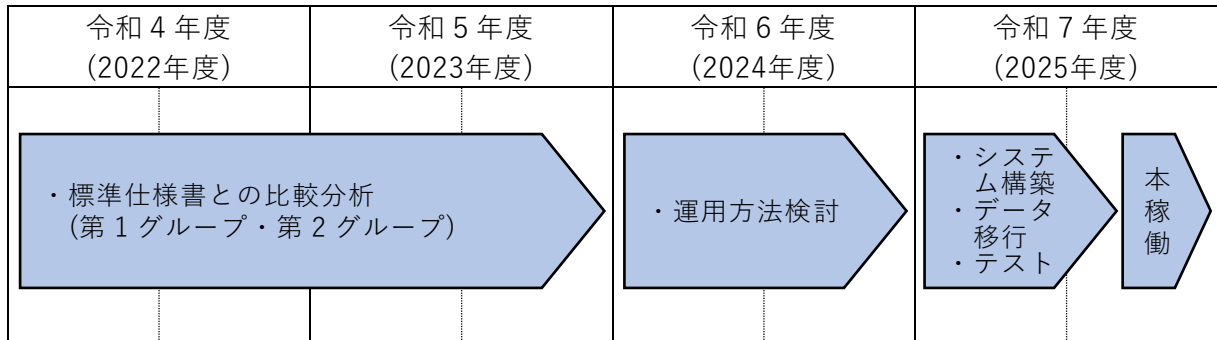 令和４年度
(2022年度)
令和５年度
(2023年度)
令和６年度
(2024年度)
令和７年度
(2025年度)
・標準仕様書との比較分析
(第１グループ・第２グループ)
・運用方法検討
・システ
ム構築
・データ
移行
・テスト
本
稼
働